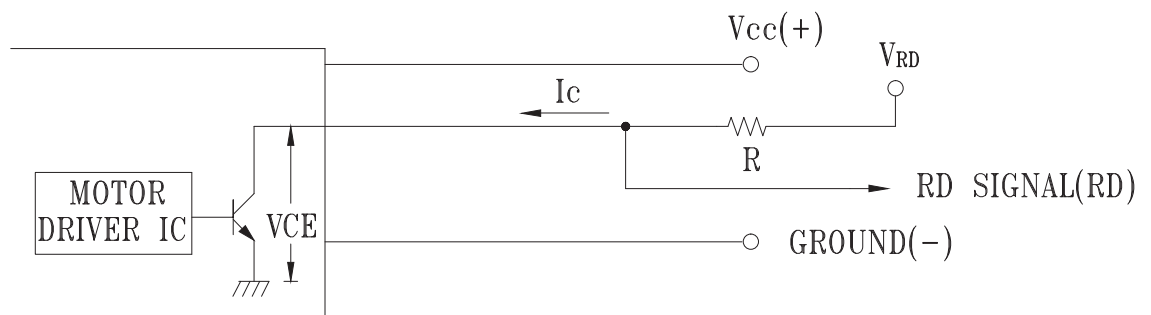 Vcc(+)
VRD
Ic
R
MOTOR
DRIVER IC
VCE
RD SIGNAL(RD)
GROUND(-)